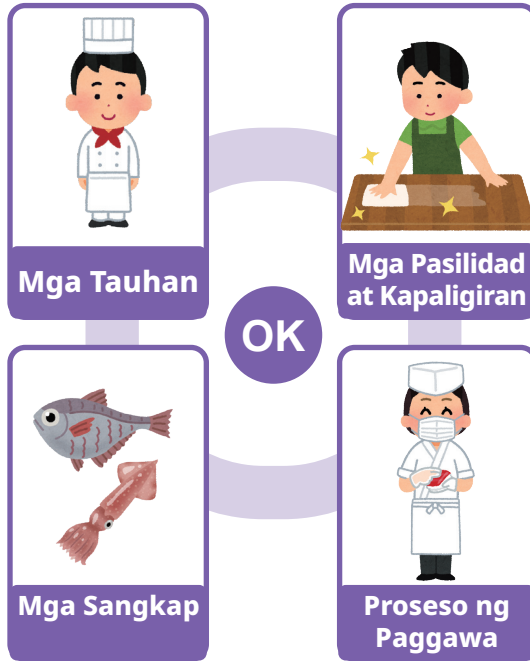 Mga Tauhan
Mga Pasilidad
at Kapaligiran
OK
Mga Sangkap
Proseso ng
Paggawa